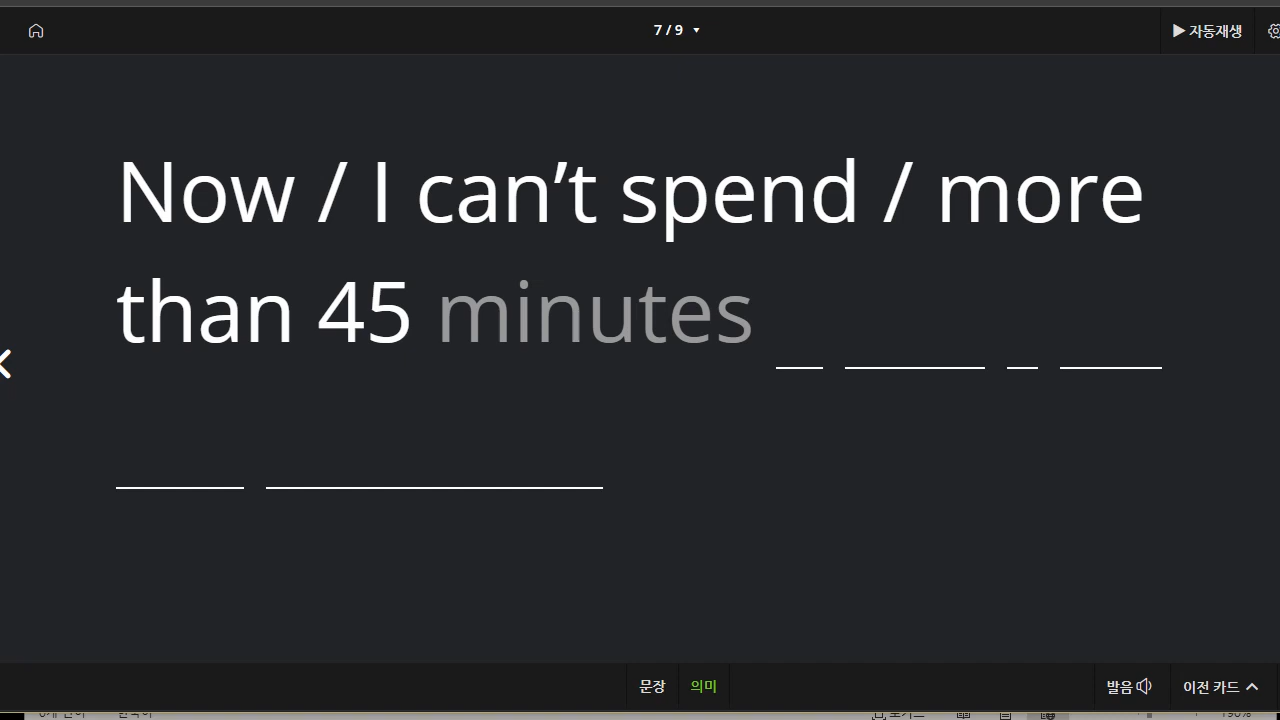 7 / 9
자동재생
Now / I can’t spend / more
than 45 minutes
문장
의미
발음
이전 카드